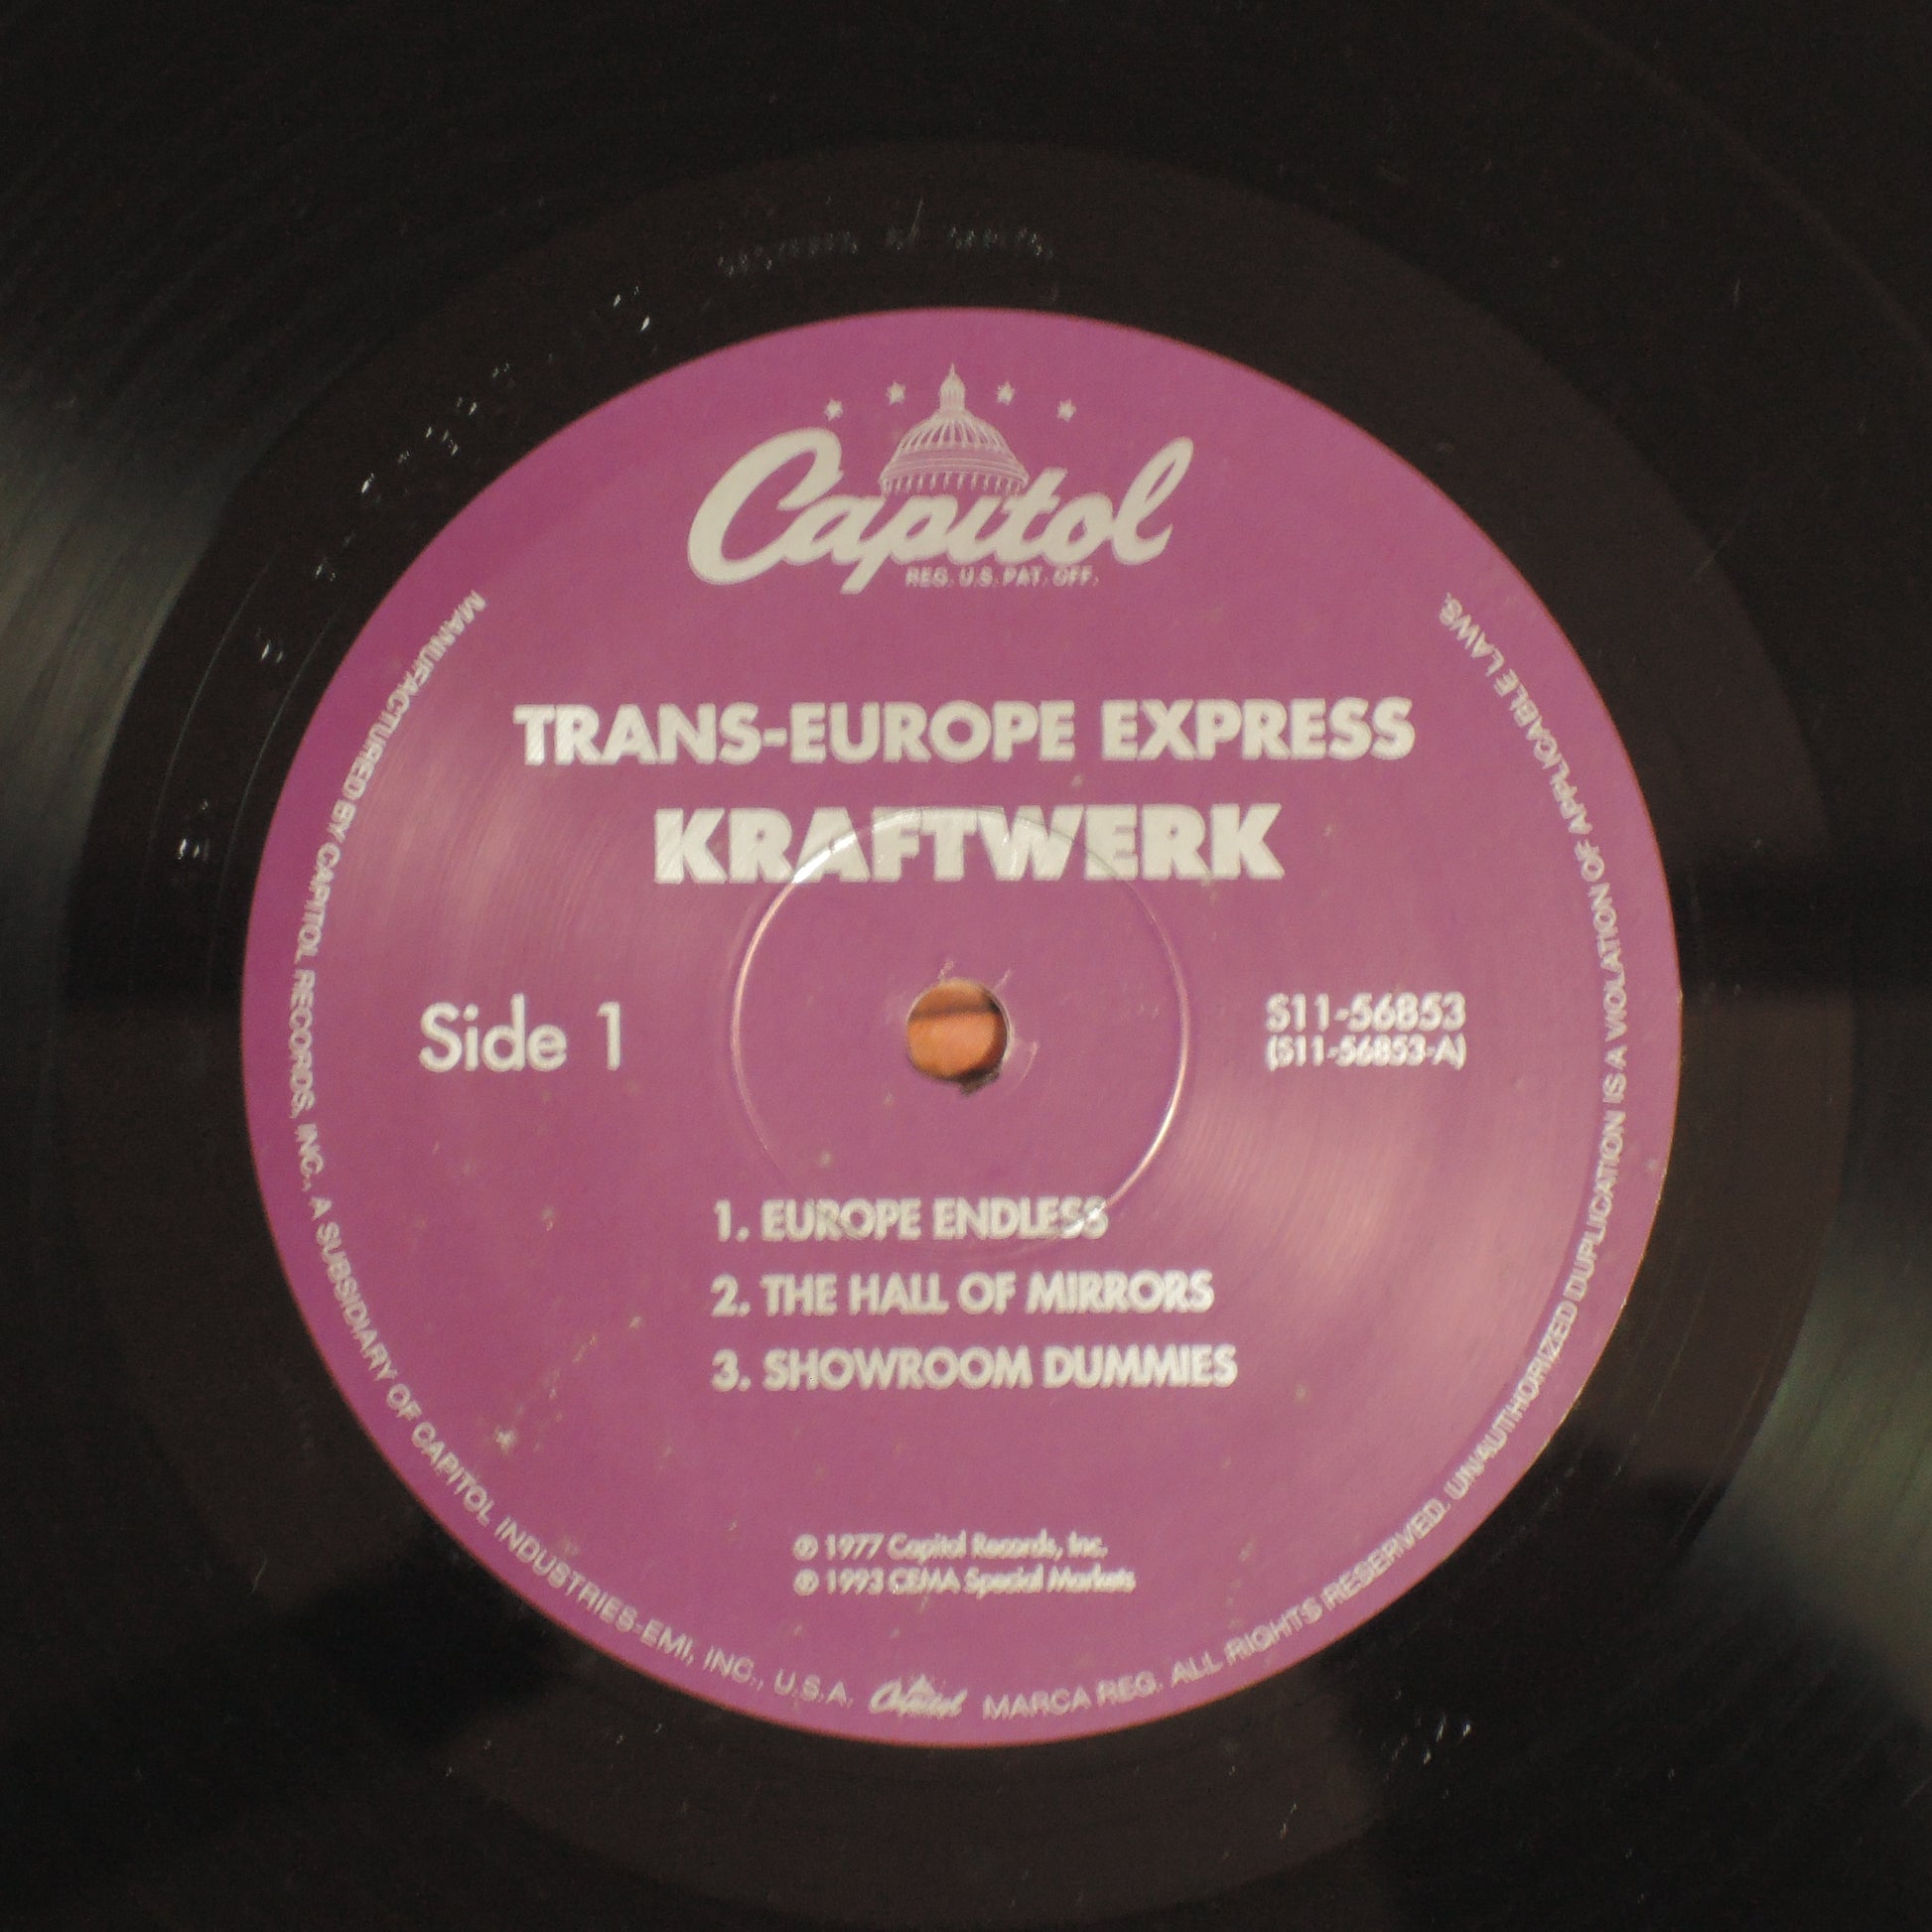 Capitol
REG. U.S. PAT. OFF.
TRANS-EUROPE EXPRESS
KRAFTWERK
Side 1
S11-56853
(S11-56853-A)
1. EUROPE ENDLESS
2. THE HALL OF MIRRORS
3. SHOWROOM DUMMIES
℗ 1977 Capitol Records, Inc.
© 1993 CEMA Special Markets
MANUFACTURED BY CAPITOL RECORDS, INC., A SUBSIDIARY OF CAPITOL INDUSTRIES-EMI, INC., U.S.A. Capitol MARCA REG. ALL RIGHTS RESERVED. UNAUTHORIZED DUPLICATION IS A VIOLATION OF APPLICABLE LAWS.